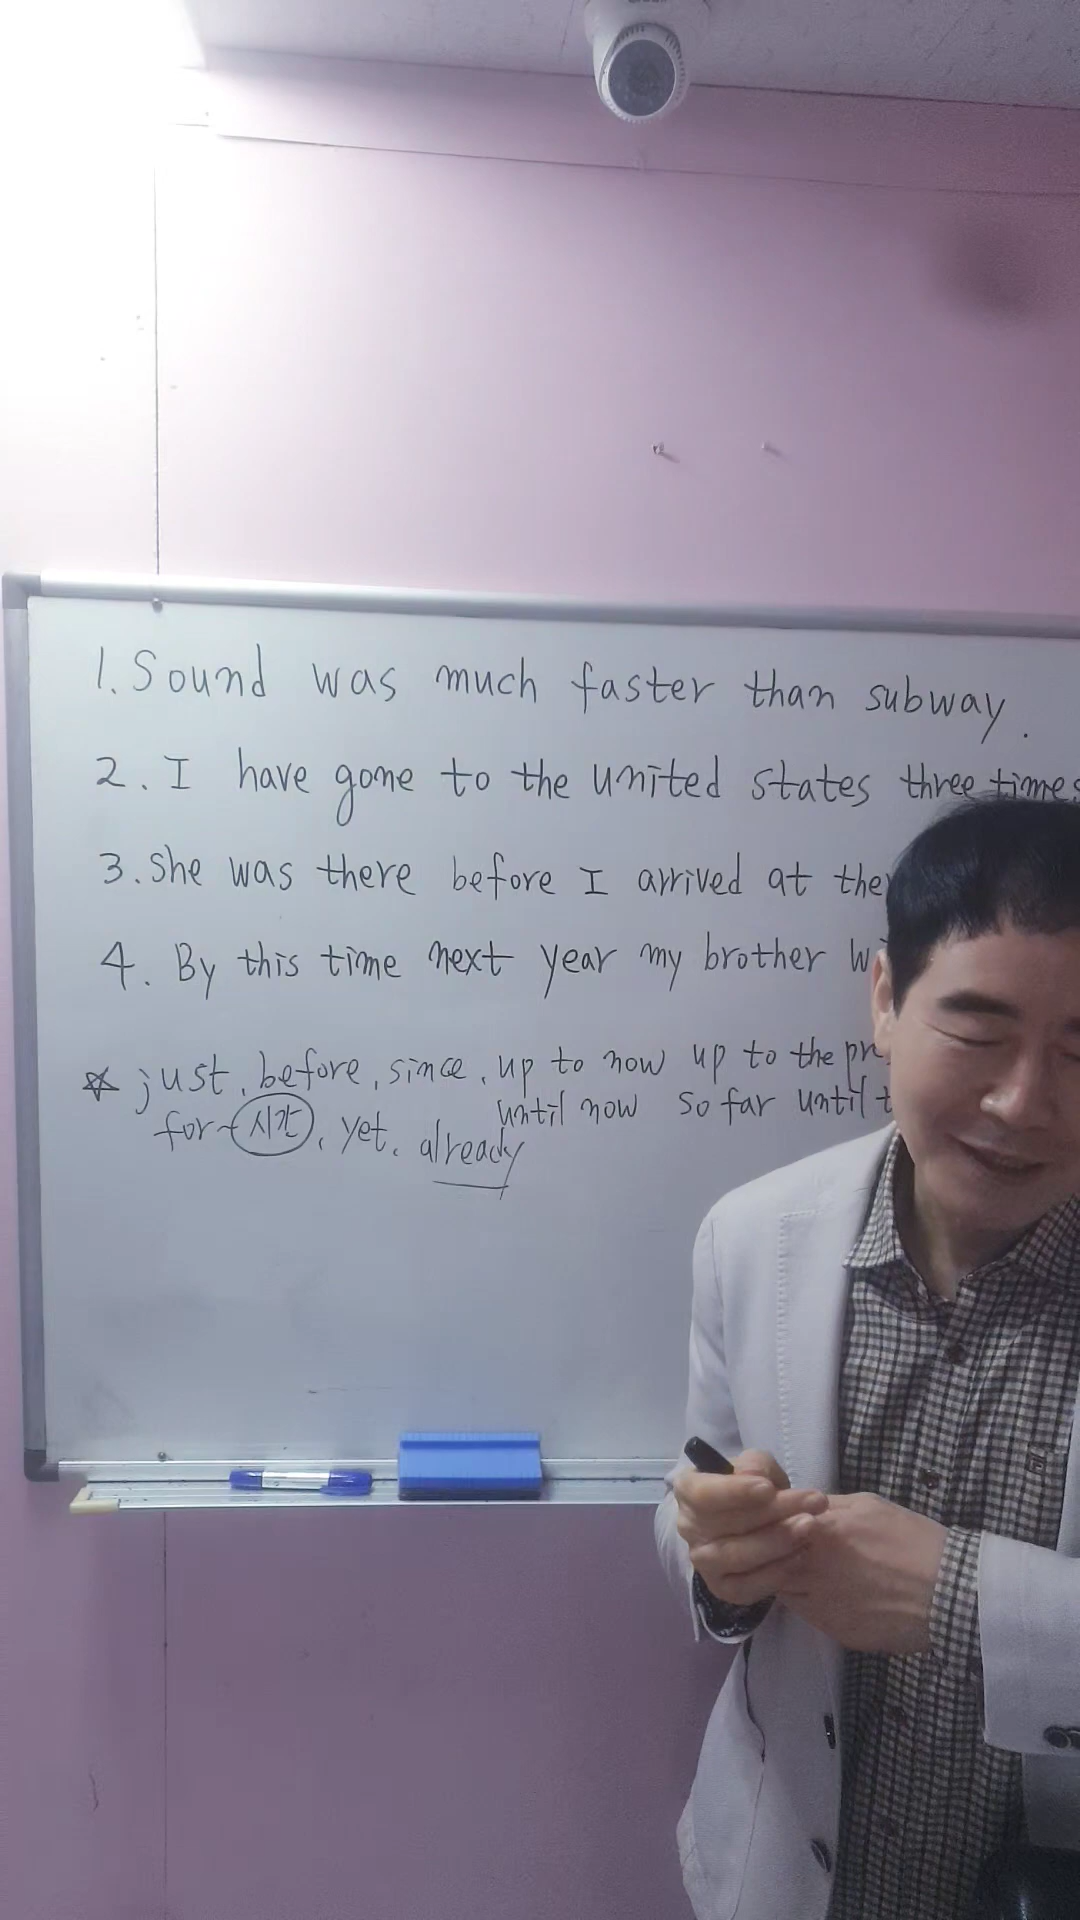 1. Sound was much faster than subway.
2. I have gone to the united states three times
3. She was there before I arrived at
4. By this time next year my brother
☆ just, before, since, up to now up to the
until now so far until
for ~ 시간, yet, already